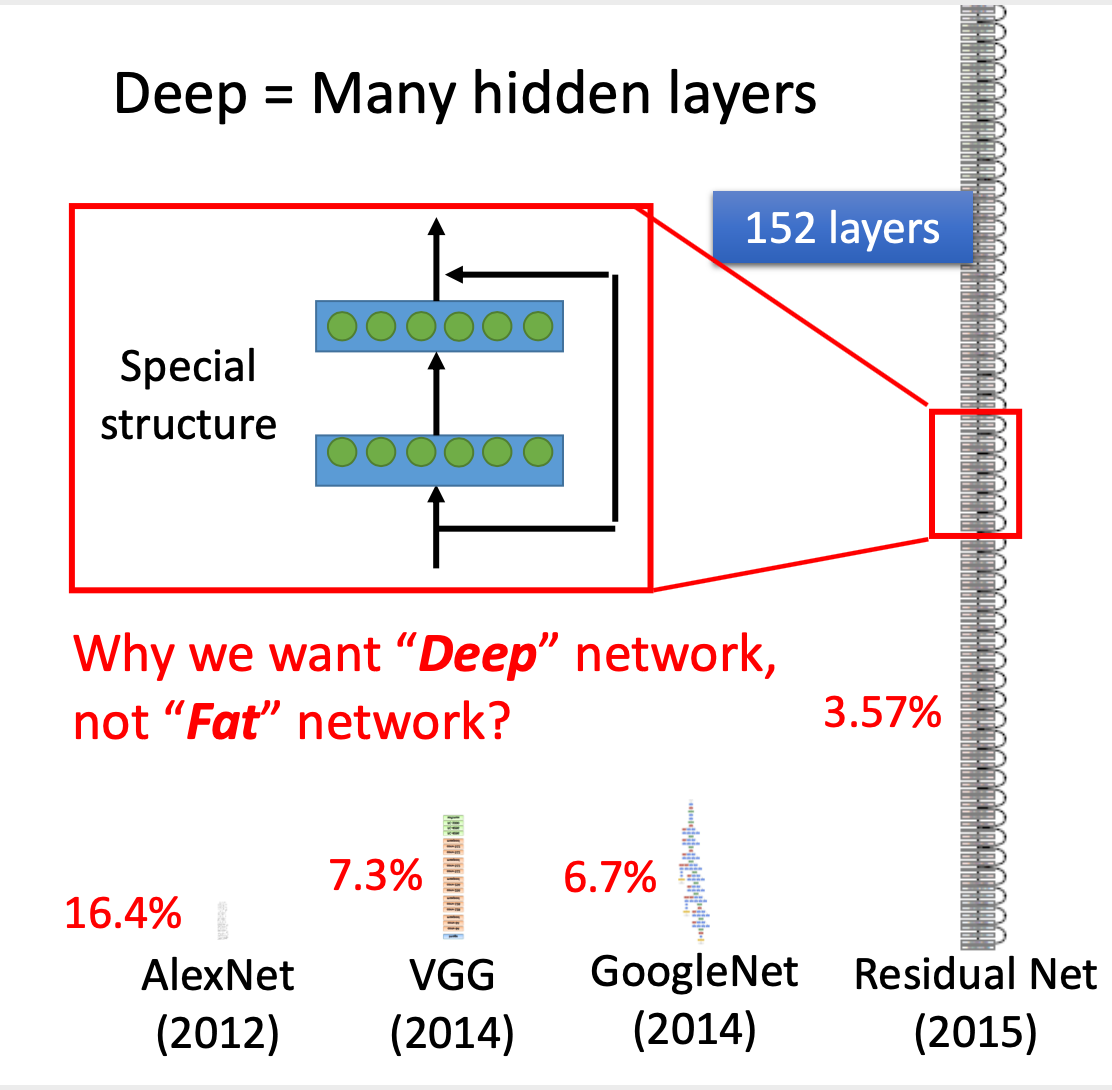 Deep = Many hidden layers
152 layers
Special
structure
Why we want “Deep” network,
not “Fat” network?
3.57%
7.3%
6.7%
16.4%
AlexNet
(2012)
VGG
(2014)
GoogleNet
(2014)
Residual Net
(2015)